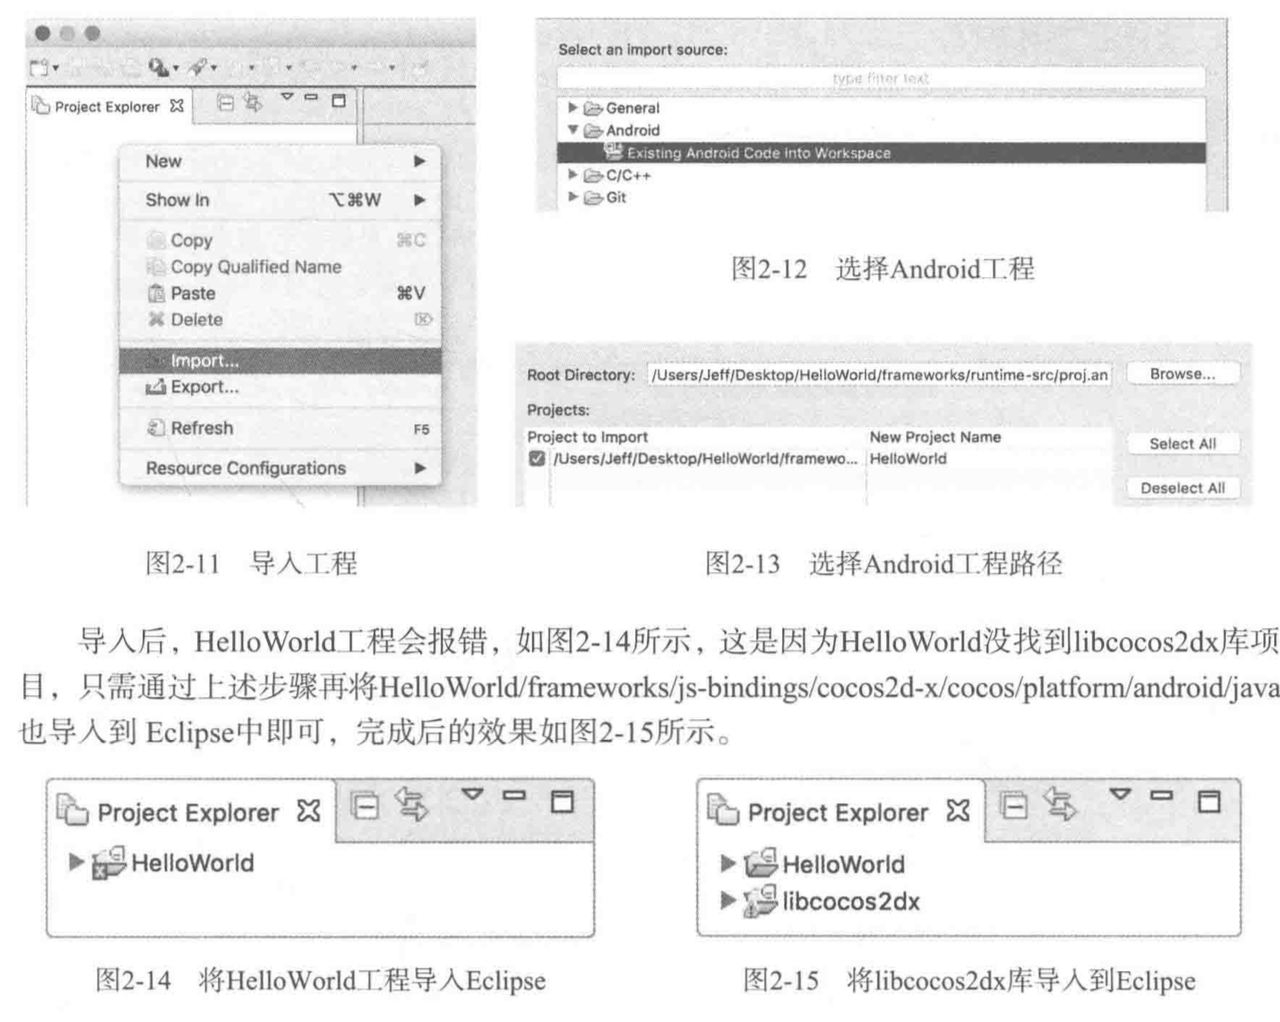 Project Explorer
New
Show In ⌥⌘W
Copy ⌘C
Copy Qualified Name
Paste ⌘V
Delete
Import...
Export...
Refresh F5
Resource Configurations
图2-11 导入工程
Select an import source:
type filter text
General
Android
Existing Android Code into Workspace
C/C++
Git
图2-12 选择Android工程
Root Directory: /Users/Jeff/Desktop/HelloWorld/frameworks/runtime-src/proj.an Browse...
Projects:
Project to Import New Project Name
Select All
/Users/Jeff/Desktop/HelloWorld/framewo... HelloWorld
Deselect All
图2-13 选择Android工程路径
导入后，HelloWorld工程会报错，如图2-14所示，这是因为HelloWorld没找到libcocos2dx库项
目，只需通过上述步骤再将HelloWorld/frameworks/js-bindings/cocos2d-x/cocos/platform/android/java
也导入到 Eclipse中即可，完成后的效果如图2-15所示。
Project Explorer
HelloWorld
图2-14 将HelloWorld工程导入Eclipse
Project Explorer
HelloWorld
libcocos2dx
图2-15 将libcocos2dx库导入到Eclipse